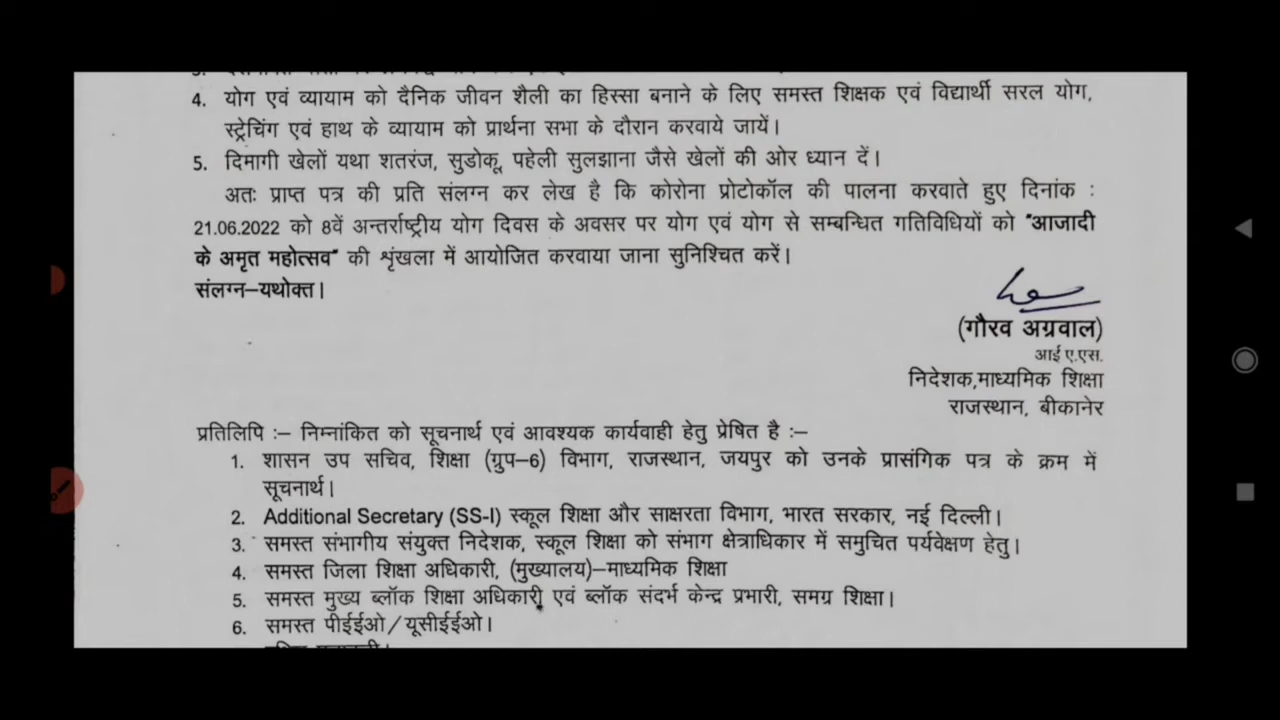 4. योग एवं व्यायाम को दैनिक जीवन शैली का हिस्सा बनाने के लिए समस्त शिक्षक एवं विद्यार्थी सरल योग,
स्ट्रेचिंग एवं हाथ के व्यायाम को प्रार्थना सभा के दौरान करवाये जायें।
5. दिमागी खेलों यथा शतरंज, सुडोकू, पहेली सुलझाना जैसे खेलों की ओर ध्यान दें।
अतः प्राप्त पत्र की प्रति संलग्न कर लेख है कि कोरोना प्रोटोकॉल की पालना करवाते हुए दिनांक :
21.06.2022 को 8वें अन्तर्राष्ट्रीय योग दिवस के अवसर पर योग एवं योग से सम्बन्धित गतिविधियों को "आजादी
के अमृत महोत्सव" की शृंखला में आयोजित करवाया जाना सुनिश्चित करें।
संलग्न–यथोक्त।
(गौरव अग्रवाल)
आई ए.एस.
निदेशक,माध्यमिक शिक्षा
राजस्थान, बीकानेर
प्रतिलिपि :– निम्नांकित को सूचनार्थ एवं आवश्यक कार्यवाही हेतु प्रेषित है :–
1. शासन उप सचिव, शिक्षा (ग्रुप–6) विभाग, राजस्थान, जयपुर को उनके प्रासंगिक पत्र के क्रम में
सूचनार्थ।
2. Additional Secretary (SS-I) स्कूल शिक्षा और साक्षरता विभाग, भारत सरकार, नई दिल्ली।
3. समस्त संभागीय संयुक्त निदेशक, स्कूल शिक्षा को संभाग क्षेत्राधिकार में समुचित पर्यवेक्षण हेतु।
4. समस्त जिला शिक्षा अधिकारी, (मुख्यालय)–माध्यमिक शिक्षा
5. समस्त मुख्य ब्लॉक शिक्षा अधिकारी एवं ब्लॉक संदर्भ केन्द्र प्रभारी, समग्र शिक्षा।
6. समस्त पीईईओ/यूसीईईओ।